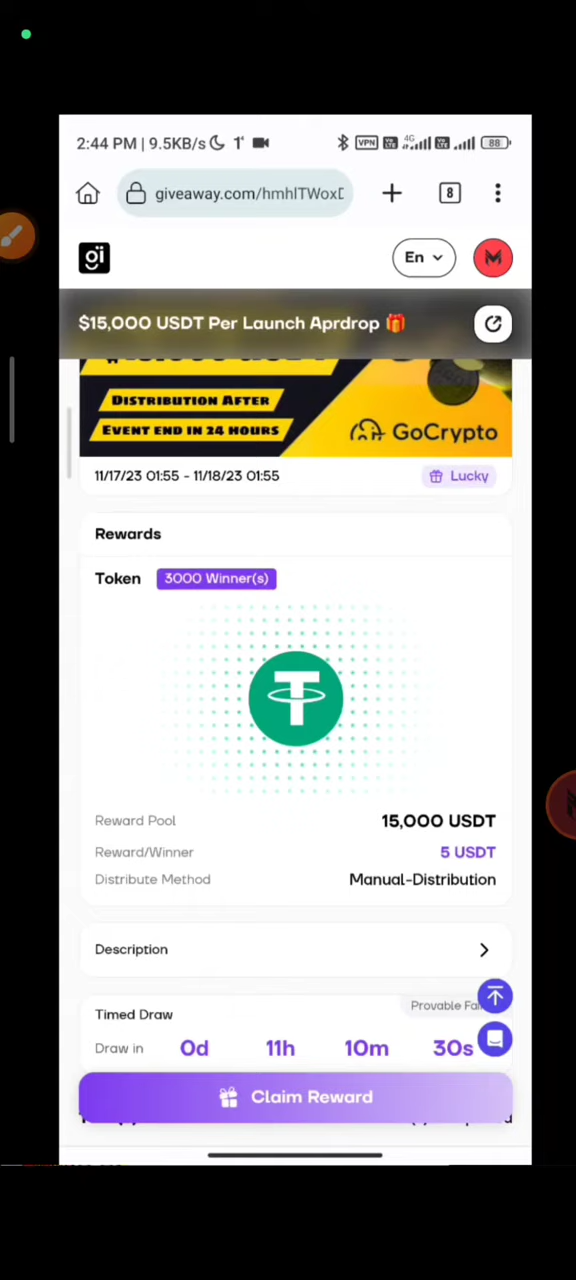 2:44 PM | 9.5KB/s
VPN 4G 88
giveaway.com/hmhlTWoxD
8
gi
En
$15,000 USDT Per Launch Aprdrop 🎁
DISTRIBUTION AFTER
EVENT END IN 24 HOURS
GoCrypto
11/17/23 01:55 - 11/18/23 01:55
Lucky
Rewards
Token 3000 Winner(s)
Reward Pool 15,000 USDT
Reward/Winner 5 USDT
Distribute Method Manual-Distribution
Description
Provable Fai
Timed Draw
Draw in 0d 11h 10m 30s
Claim Reward